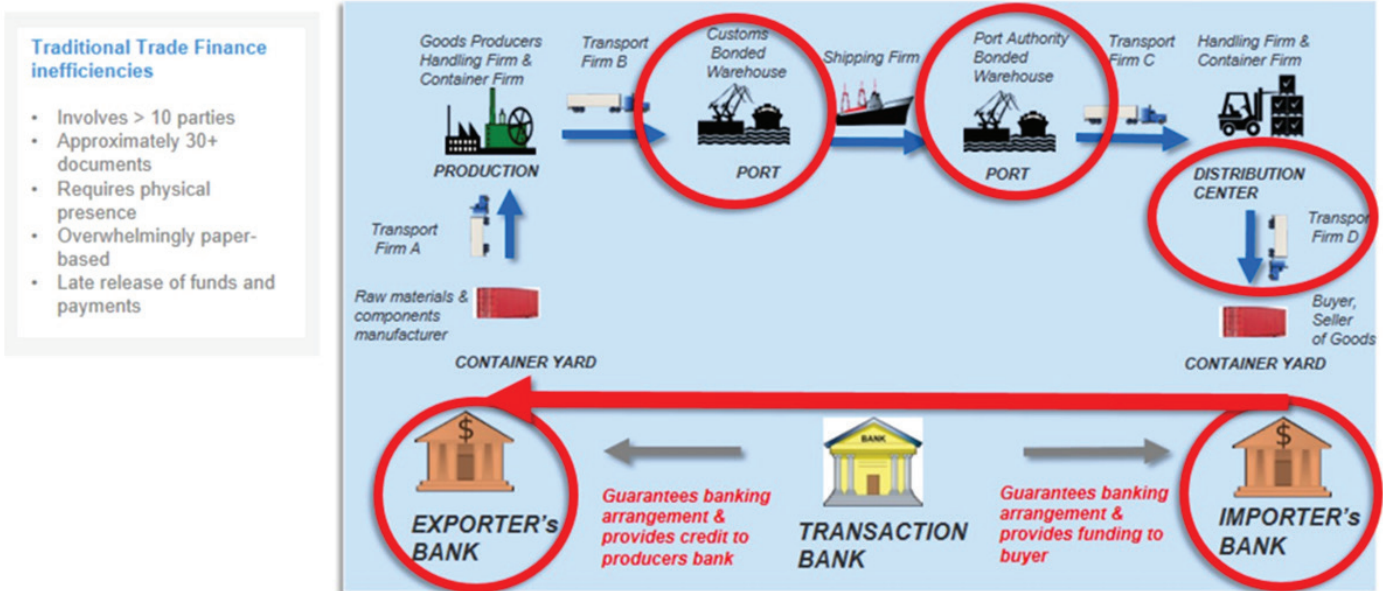 Traditional Trade Finance
inefficiencies
• Involves > 10 parties
• Approximately 30+
documents
• Requires physical
presence
• Overwhelmingly paper-
based
• Late release of funds and
payments
Goods Producers
Handling Firm &
Container Firm
Transport
Firm B
Customs
Bonded
Warehouse
Shipping Firm
Port Authority
Bonded
Warehouse
Transport
Firm C
Handling Firm &
Container Firm
PRODUCTION
PORT
PORT
DISTRIBUTION
CENTER
Transport
Firm A
Transport
Firm D
Raw materials &
components
manufacturer
Buyer,
Seller
of Goods
CONTAINER YARD
CONTAINER YARD
$
BANK
$
EXPORTER's
BANK
Guarantees banking
arrangement &
provides credit to
producers bank
TRANSACTION
BANK
Guarantees banking
arrangement &
provides funding to
buyer
IMPORTER's
BANK